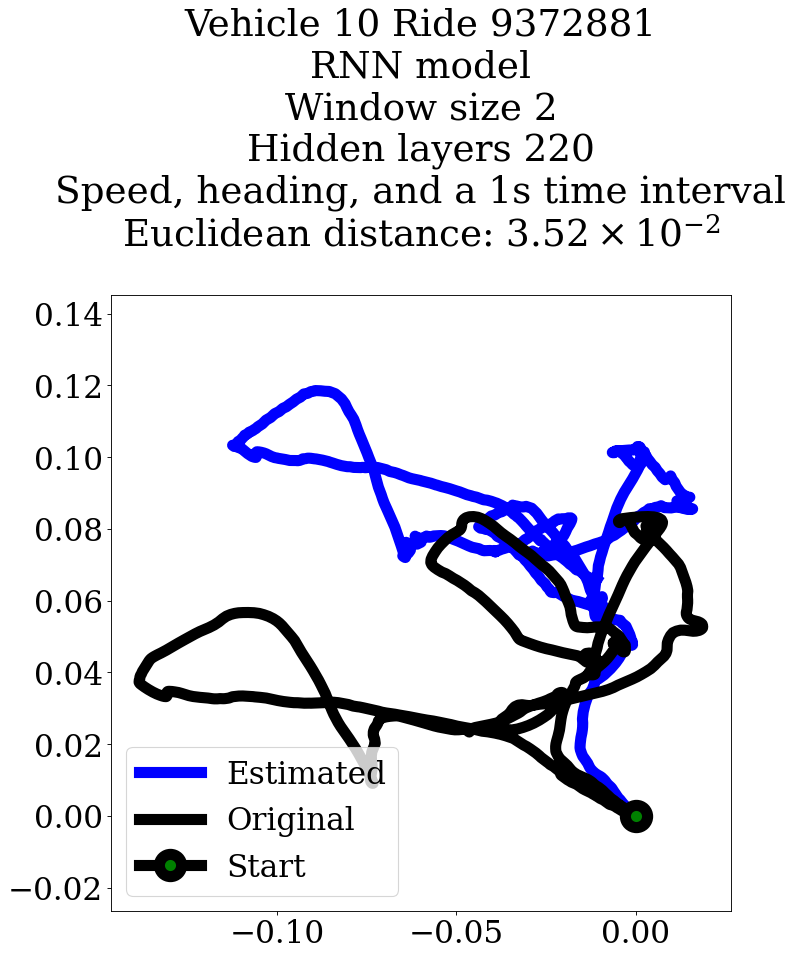 Vehicle 10 Ride 9372881
RNN model
Window size 2
Hidden layers 220
Speed, heading, and a 1s time interval
Euclidean distance: 3.52 × 10⁻²
0.14
0.12
0.10
0.08
0.06
0.04
0.02
0.00
−0.02
Estimated
Original
Start
−0.10 −0.05 0.00